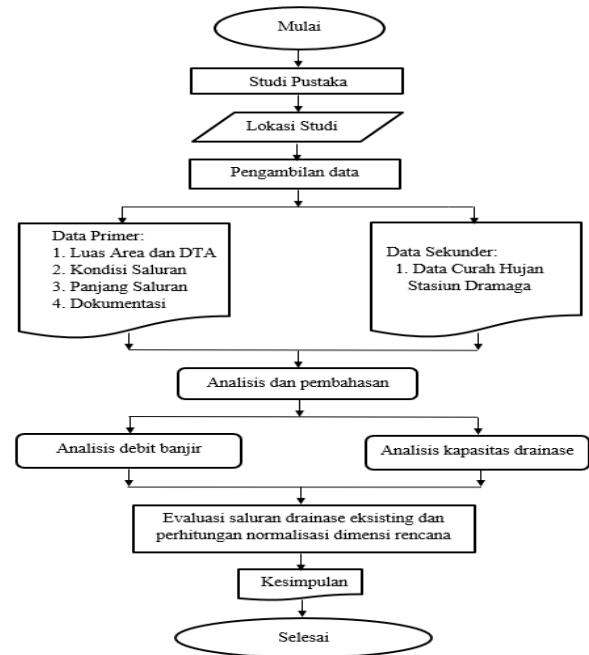 Mulai
Studi Pustaka
Lokasi Studi
Pengambilan data
Data Primer:
1. Luas Area dan DTA
2. Kondisi Saluran
3. Panjang Saluran
4. Dokumentasi
Data Sekunder:
1. Data Curah Hujan
Stasiun Dramaga
Analisis dan pembahasan
Analisis debit banjir
Analisis kapasitas drainase
Evaluasi saluran drainase eksisting dan
perhitungan normalisasi dimensi rencana
Kesimpulan
Selesai